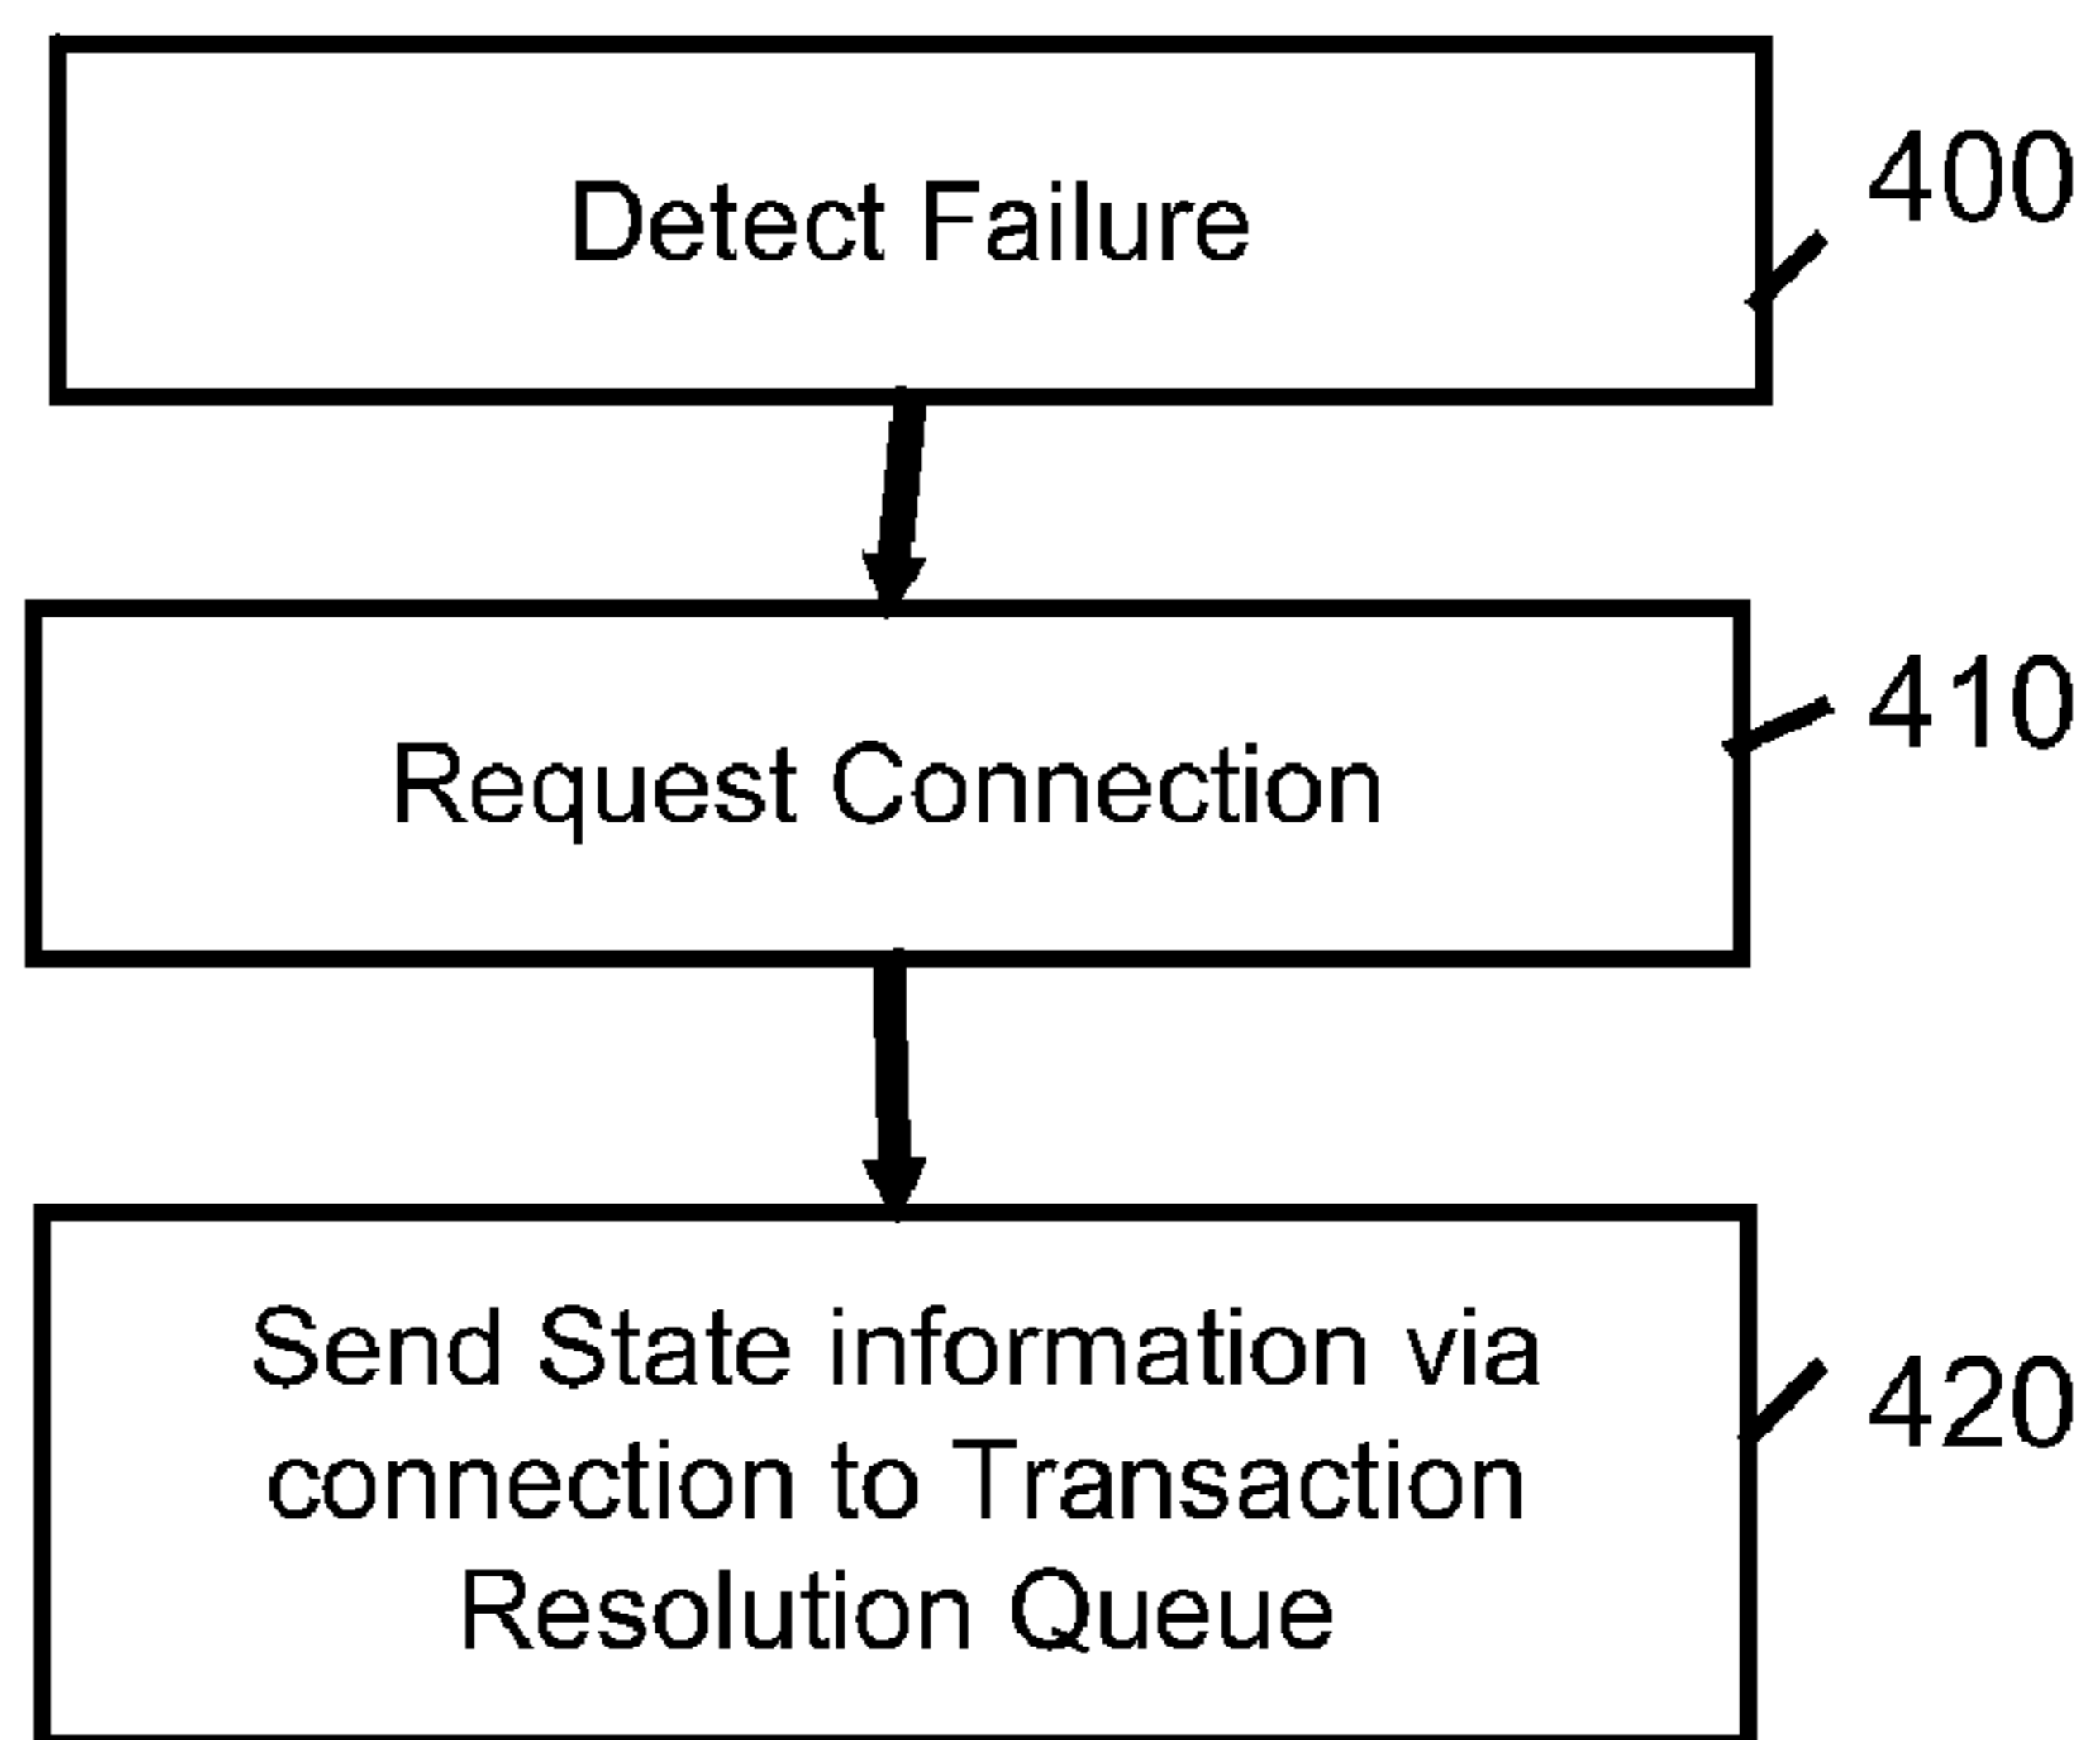 Detect Failure
400
Request Connection
410
Send State information via
connection to Transaction
Resolution Queue
420